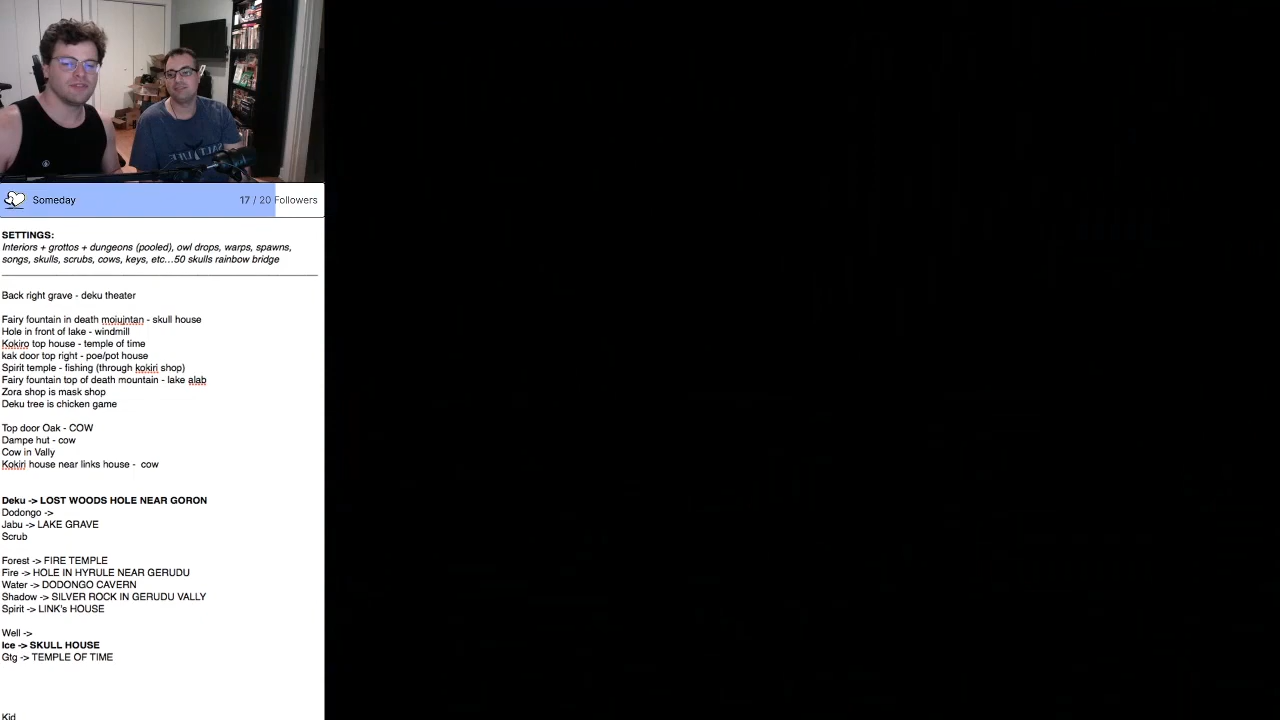 Someday 17 / 20 Followers
SETTINGS:
Interiors + grottos + dungeons (pooled), owl drops, warps, spawns,
songs, skulls, scrubs, cows, keys, etc...50 skulls rainbow bridge
Back right grave - deku theater
Fairy fountain in death moiujntan - skull house
Hole in front of lake - windmill
Kokiro top house - temple of time
kak door top right - poe/pot house
Spirit temple - fishing (through kokiri shop)
Fairy fountain top of death mountain - lake alab
Zora shop is mask shop
Deku tree is chicken game
Top door Oak - COW
Dampe hut - cow
Cow in Vally
Kokiri house near links house -  cow
Deku -> LOST WOODS HOLE NEAR GORON
Dodongo ->
Jabu -> LAKE GRAVE
Scrub
Forest -> FIRE TEMPLE
Fire -> HOLE IN HYRULE NEAR GERUDU
Water -> DODONGO CAVERN
Shadow -> SILVER ROCK IN GERUDU VALLY
Spirit -> LINK's HOUSE
Well ->
Ice -> SKULL HOUSE
Gtg -> TEMPLE OF TIME
Kid